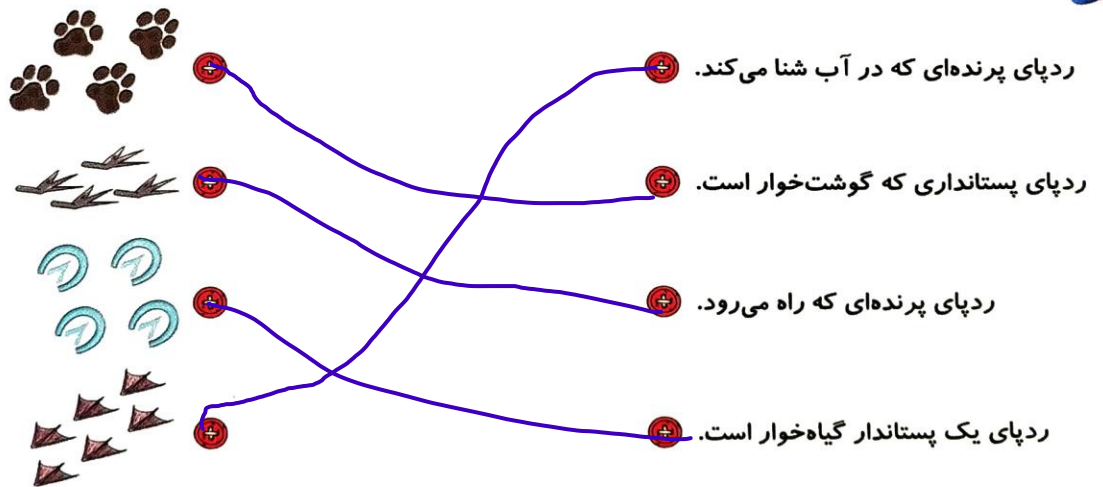 ردپای پرنده‌ای که در آب شنا می‌کند.
ردپای پستانداری که گوشت‌خوار است.
ردپای پرنده‌ای که راه می‌رود.
ردپای یک پستاندار گیاه‌خوار است.